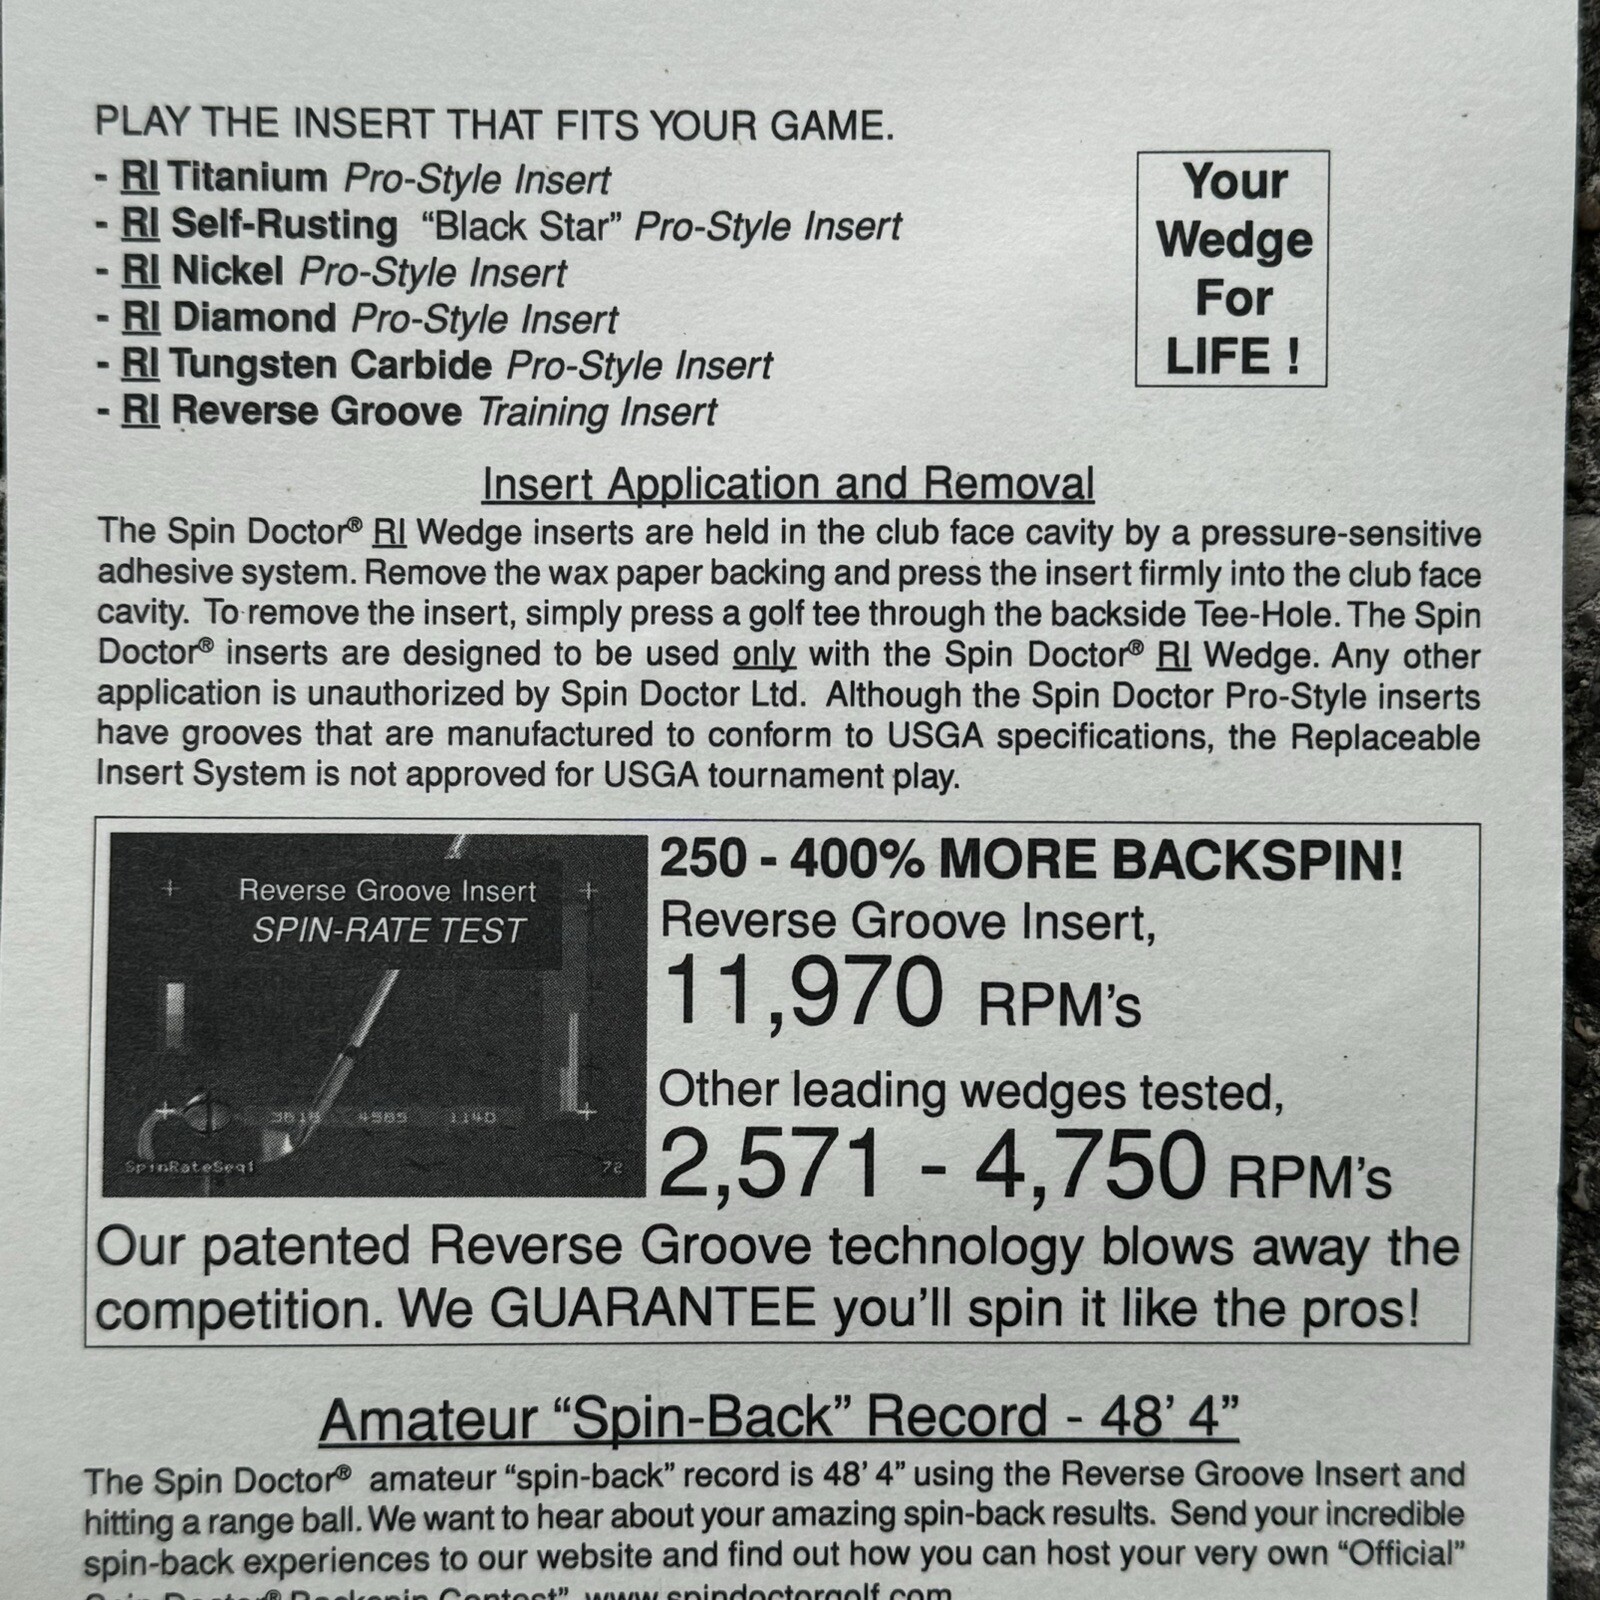 PLAY THE INSERT THAT FITS YOUR GAME.
- RI Titanium Pro-Style Insert
- RI Self-Rusting “Black Star” Pro-Style Insert
- RI Nickel Pro-Style Insert
- RI Diamond Pro-Style Insert
- RI Tungsten Carbide Pro-Style Insert
- RI Reverse Groove Training Insert
Your
Wedge
For
LIFE !
Insert Application and Removal
The Spin Doctor® RI Wedge inserts are held in the club face cavity by a pressure-sensitive
adhesive system. Remove the wax paper backing and press the insert firmly into the club face
cavity. To remove the insert, simply press a golf tee through the backside Tee-Hole. The Spin
Doctor® inserts are designed to be used only with the Spin Doctor® RI Wedge. Any other
application is unauthorized by Spin Doctor Ltd. Although the Spin Doctor Pro-Style inserts
have grooves that are manufactured to conform to USGA specifications, the Replaceable
Insert System is not approved for USGA tournament play.
Reverse Groove Insert
SPIN-RATE TEST
4585 1140
SpinRateSeq1
72
250 - 400% MORE BACKSPIN!
Reverse Groove Insert,
11,970 RPM’s
Other leading wedges tested,
2,571 - 4,750 RPM’s
Our patented Reverse Groove technology blows away the
competition. We GUARANTEE you’ll spin it like the pros!
Amateur “Spin-Back” Record - 48’ 4”
The Spin Doctor® amateur “spin-back” record is 48’ 4” using the Reverse Groove Insert and
hitting a range ball. We want to hear about your amazing spin-back results. Send your incredible
spin-back experiences to our website and find out how you can host your very own “Official”
Spin Doctor® Backspin Contest” www.spindoctorgolf.com